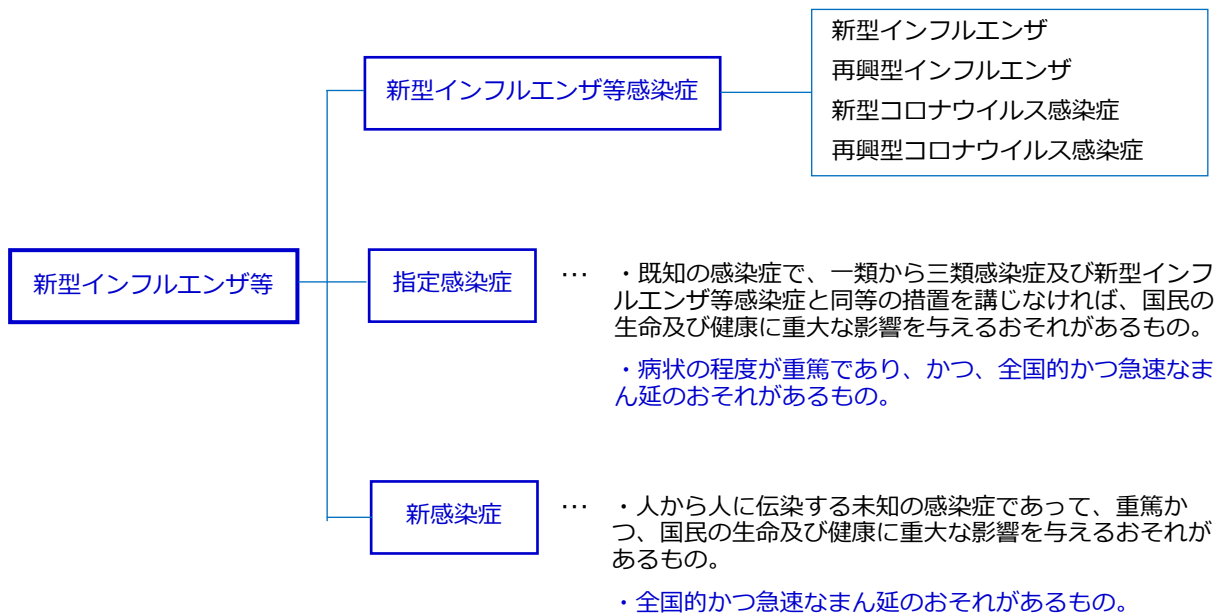 新型インフルエンザ
再興型インフルエンザ
新型コロナウイルス感染症
再興型コロナウイルス感染症
新型インフルエンザ等感染症
新型インフルエンザ等
指定感染症
… ・既知の感染症で、一類から三類感染症及び新型インフ
ルエンザ等感染症と同等の措置を講じなければ、国民の
生命及び健康に重大な影響を与えるおそれがあるもの。
・病状の程度が重篤であり、かつ、全国的かつ急速なま
ん延のおそれがあるもの。
新感染症
… ・人から人に伝染する未知の感染症であって、重篤か
つ、国民の生命及び健康に重大な影響を与えるおそれが
あるもの。
・全国的かつ急速なまん延のおそれがあるもの。